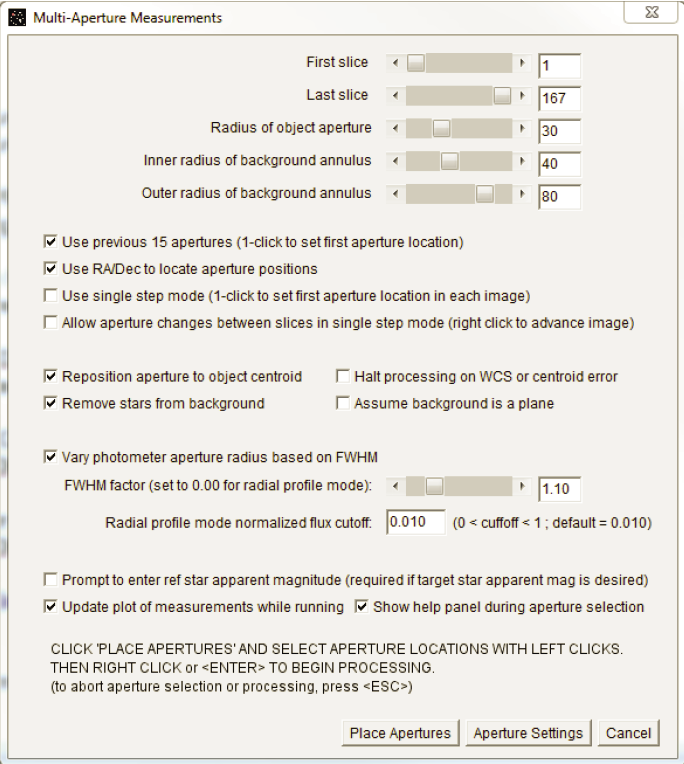 Multi-Aperture Measurements
First slice 1
Last slice 167
Radius of object aperture 30
Inner radius of background annulus 40
Outer radius of background annulus 80
Use previous 15 apertures (1-click to set first aperture location)
Use RA/Dec to locate aperture positions
Use single step mode (1-click to set first aperture location in each image)
Allow aperture changes between slices in single step mode (right click to advance image)
Reposition aperture to object centroid Halt processing on WCS or centroid error
Remove stars from background Assume background is a plane
Vary photometer aperture radius based on FWHM
FWHM factor (set to 0.00 for radial profile mode): 1.10
Radial profile mode normalized flux cutoff: 0.010 (0 < cuffoff < 1 ; default = 0.010)
Prompt to enter ref star apparent magnitude (required if target star apparent mag is desired)
Update plot of measurements while running Show help panel during aperture selection
CLICK 'PLACE APERTURES' AND SELECT APERTURE LOCATIONS WITH LEFT CLICKS.
THEN RIGHT CLICK or <ENTER> TO BEGIN PROCESSING.
(to abort aperture selection or processing, press <ESC>)
Place Apertures Aperture Settings Cancel